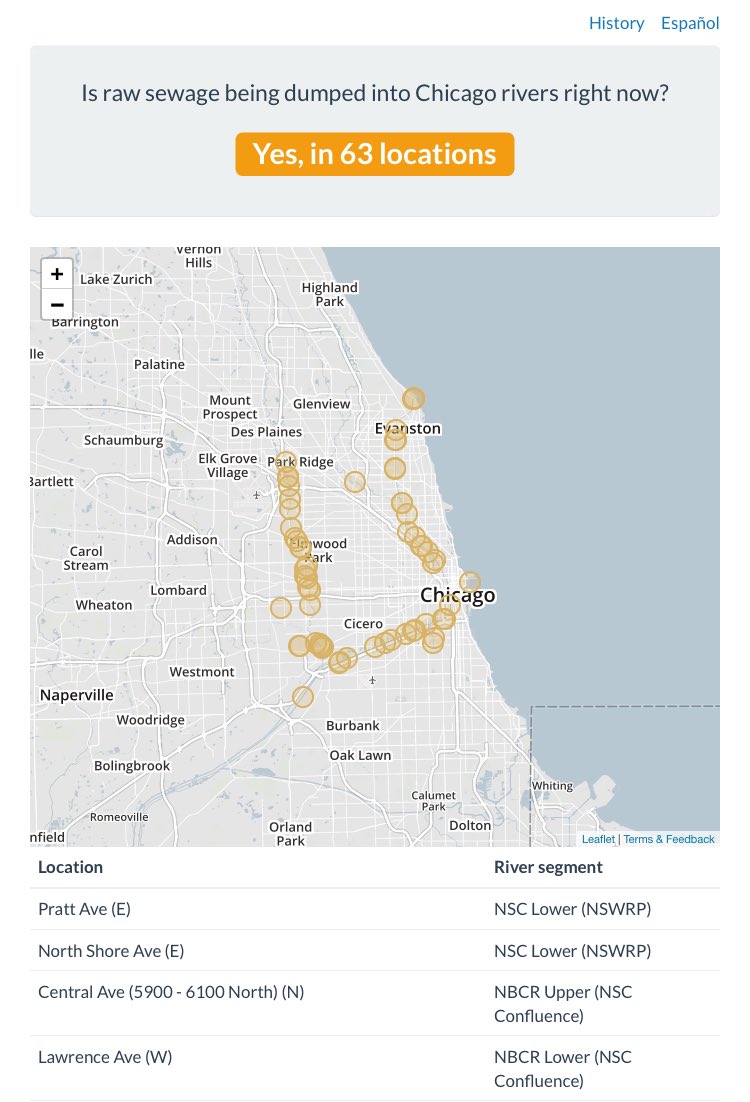 History Español
Is raw sewage being dumped into Chicago rivers right now?
Yes, in 63 locations
+
−
Vernon
Hills
Lake Zurich
Highland
Park
Barrington
lle
Palatine
Mount
Prospect
Glenview
Des Plaines
Evanston
Schaumburg
Elk Grove
Village
Park Ridge
Bartlett
Addison
Elmwood
Park
Carol
Stream
Lombard
Wheaton
Chicago
Cicero
Westmont
Naperville
Woodridge
Burbank
Oak Lawn
Bolingbrook
Whiting
Calumet
Park
Romeoville
Orland
Park
Dolton
nfield
Leaflet | Terms & Feedback
Location River segment
Pratt Ave (E) NSC Lower (NSWRP)
North Shore Ave (E) NSC Lower (NSWRP)
Central Ave (5900 - 6100 North) (N) NBCR Upper (NSC
Confluence)
Lawrence Ave (W) NBCR Lower (NSC
Confluence)